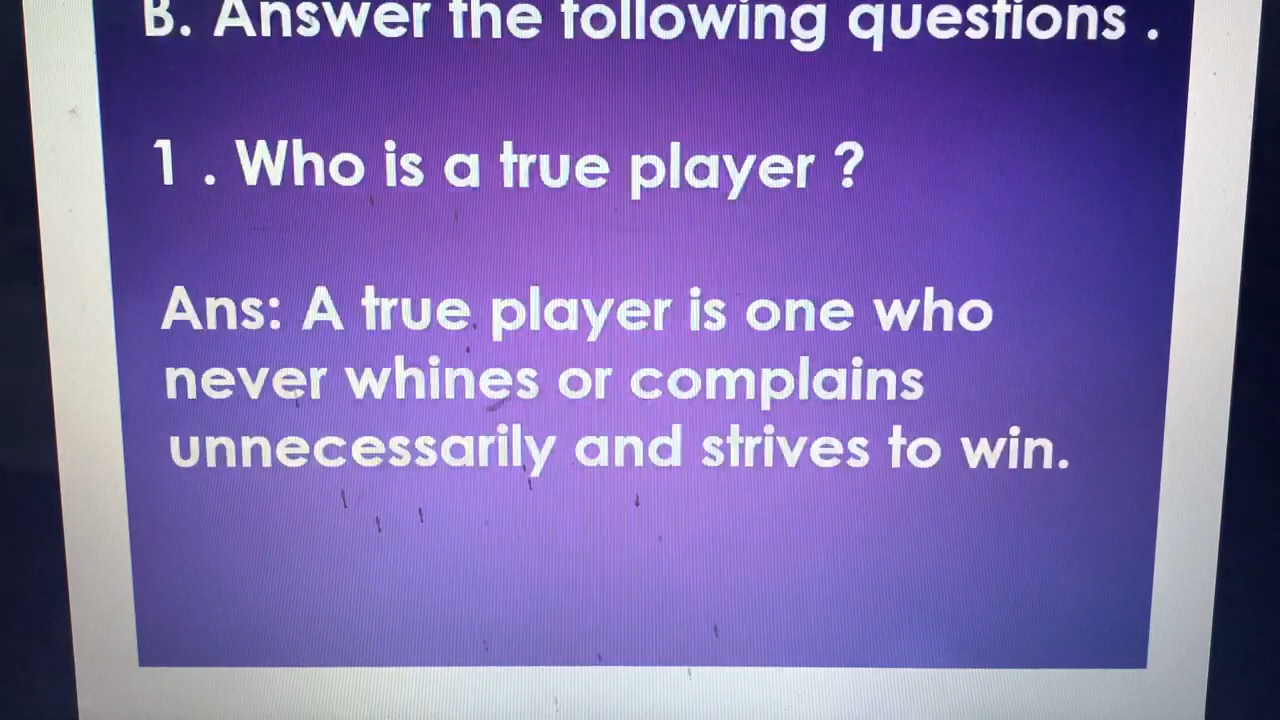 B. Answer the following questions .
1 . Who is a true player ?
Ans: A true player is one who
never whines or complains
unnecessarily and strives to win.